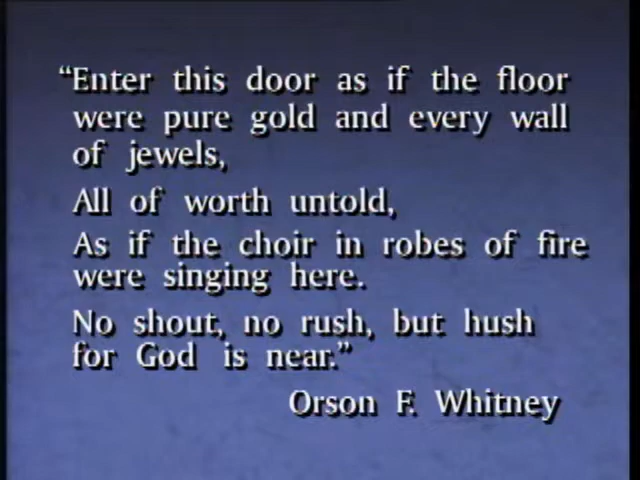 “Enter this door as if the floor
were pure gold and every wall
of jewels,
All of worth untold,
As if the choir in robes of fire
were singing here.
No shout, no rush, but hush
for God is near.”
Orson F. Whitney